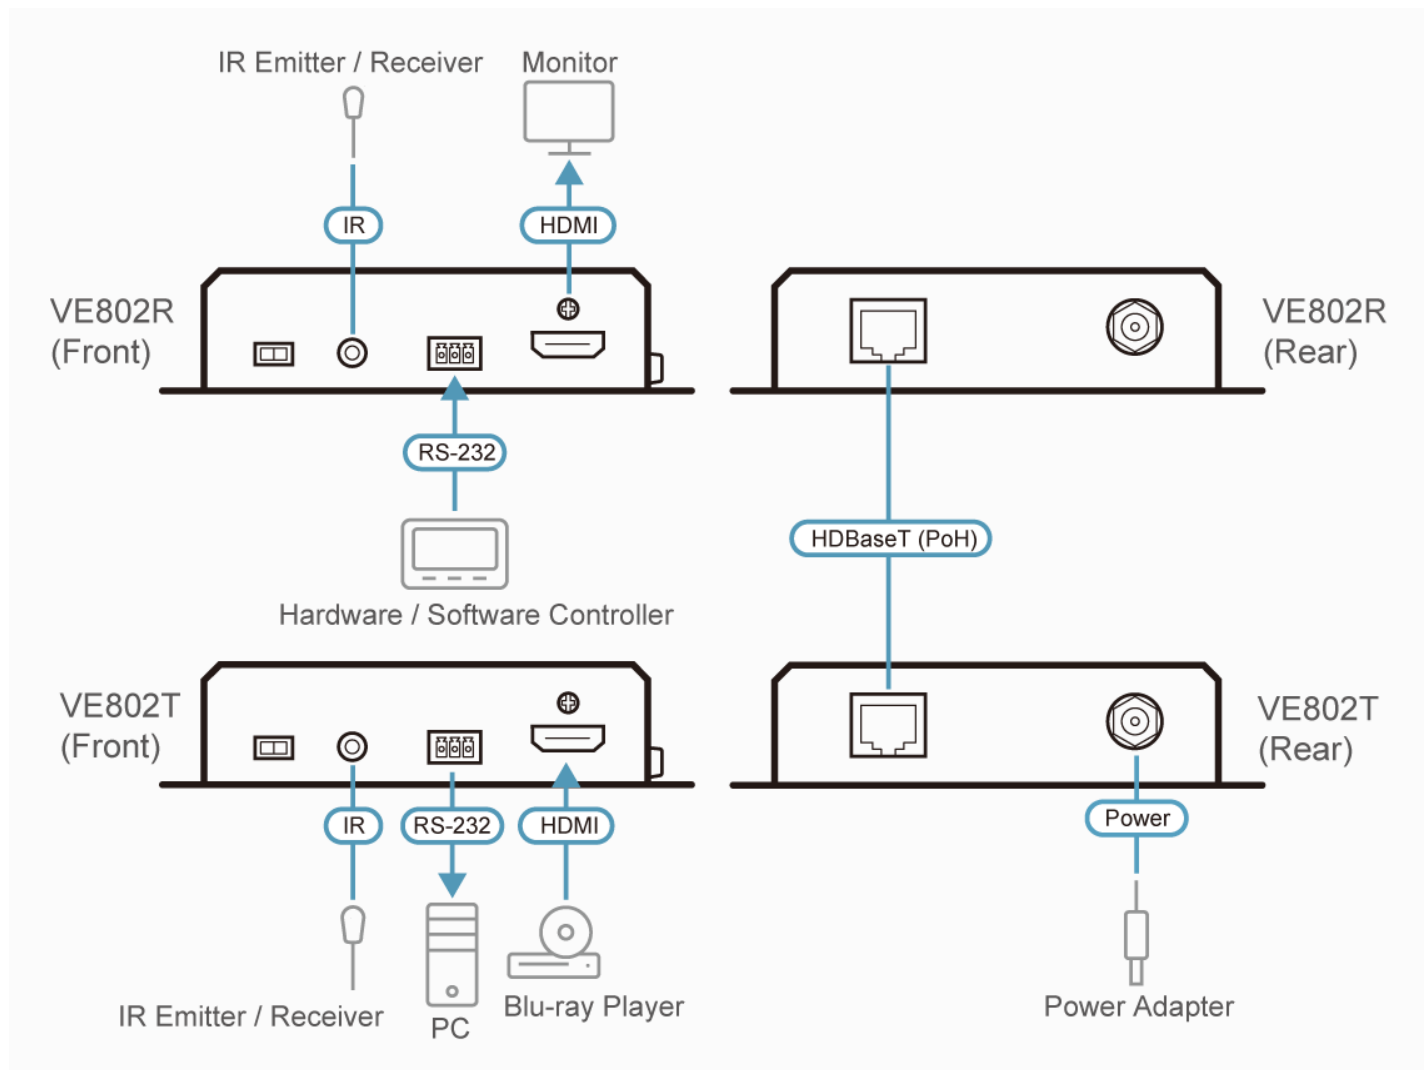 IR Emitter / Receiver
Monitor
IR
HDMI
VE802R
(Front)
VE802R
(Rear)
RS-232
HDBaseT (PoH)
Hardware / Software Controller
VE802T
(Front)
VE802T
(Rear)
IR
RS-232
HDMI
Power
IR Emitter / Receiver
PC
Blu-ray Player
Power Adapter